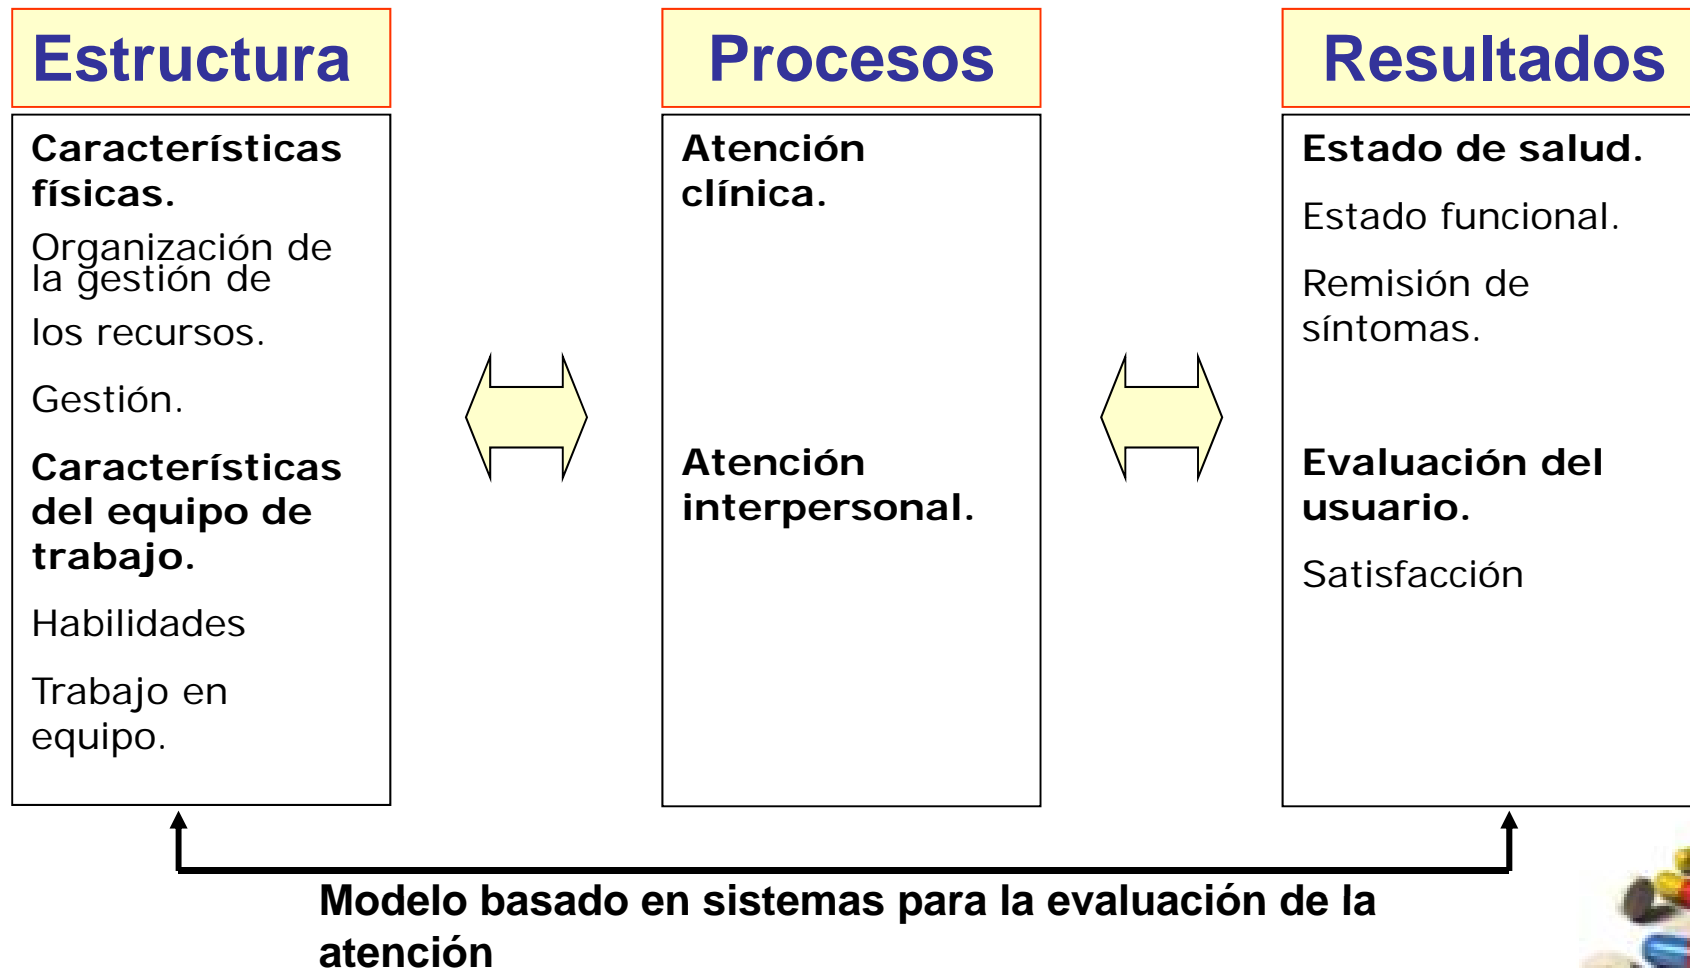 Estructura
Características
físicas.
Organización de
la gestión de
los recursos.
Gestión.
Características
del equipo de
trabajo.
Habilidades
Trabajo en
equipo.
Procesos
Atención
clínica.
Atención
interpersonal.
Resultados
Estado de salud.
Estado funcional.
Remisión de
síntomas.
Evaluación del
usuario.
Satisfacción
Modelo basado en sistemas para la evaluación de la
atención